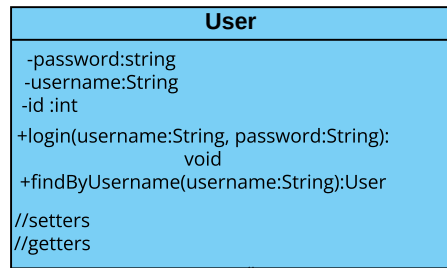 User
-password:string
-username:String
-id :int
+login(username:String, password:String):
void
+findByUsername(username:String):User
//setters
//getters